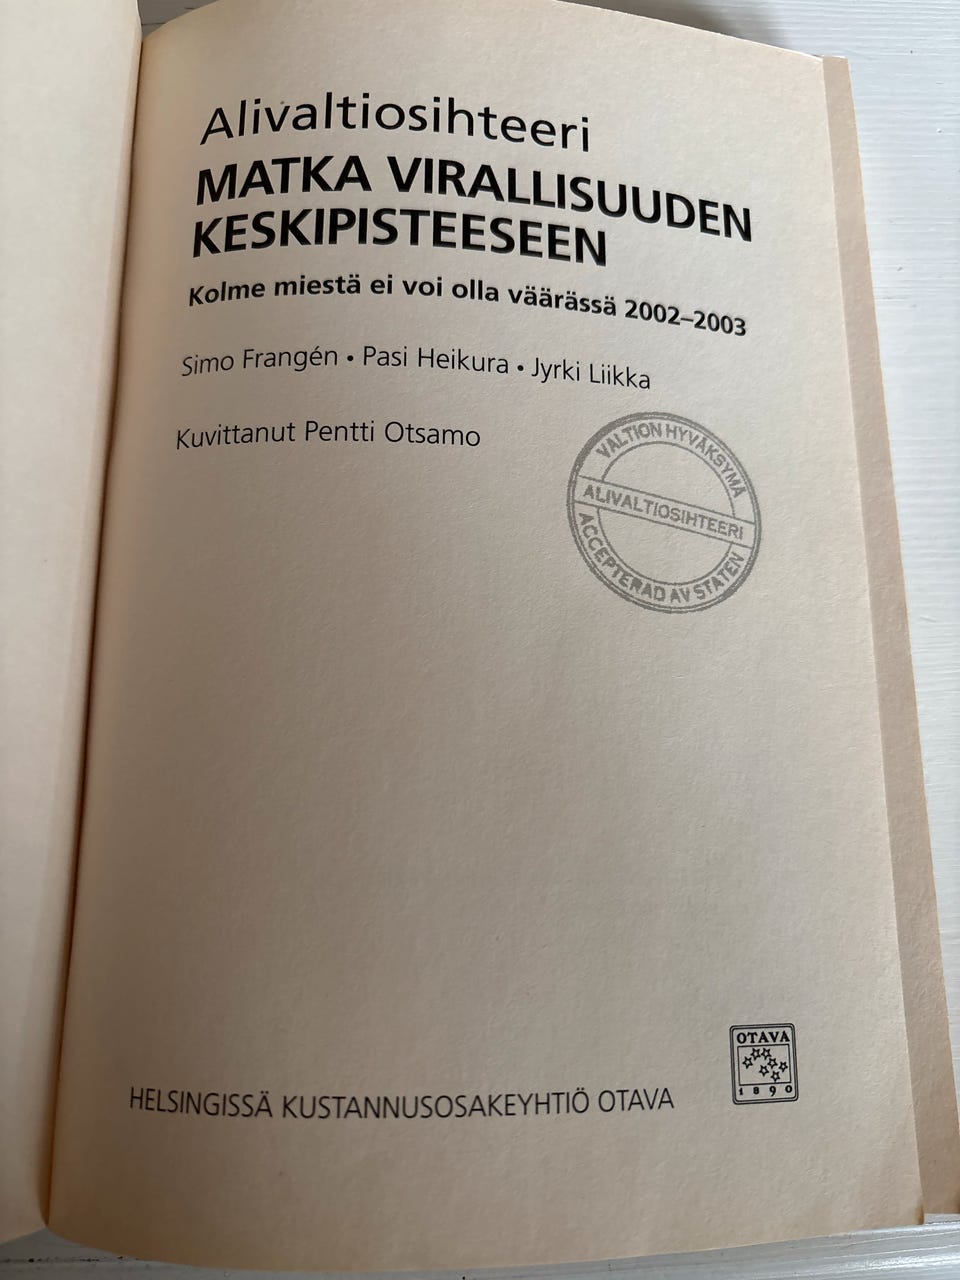 Alivaltiosihteeri
MATKA VIRALLISUUDEN
KESKIPISTEESEEN
Kolme miestä ei voi olla väärässä 2002–2003
Simo Frangén • Pasi Heikura • Jyrki Liikka
Kuvittanut Pentti Otsamo
VALTION HYVÄKSYMÄ
ALIVALTIOSIHTEERI
ACCEPTERAD AV STATEN
OTAVA
1890
HELSINGISSÄ KUSTANNUSOSAKEYHTIÖ OTAVA